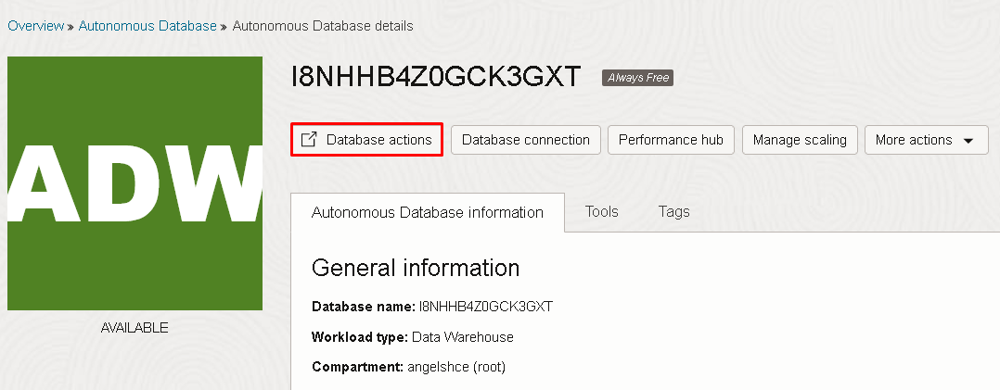 Overview » Autonomous Database » Autonomous Database details
ADW
AVAILABLE
I8NHHB4Z0GCK3GXT Always Free
Database actions Database connection Performance hub Manage scaling More actions
Autonomous Database information Tools Tags
General information
Database name: I8NHHB4Z0GCK3GXT
Workload type: Data Warehouse
Compartment: angelshce (root)